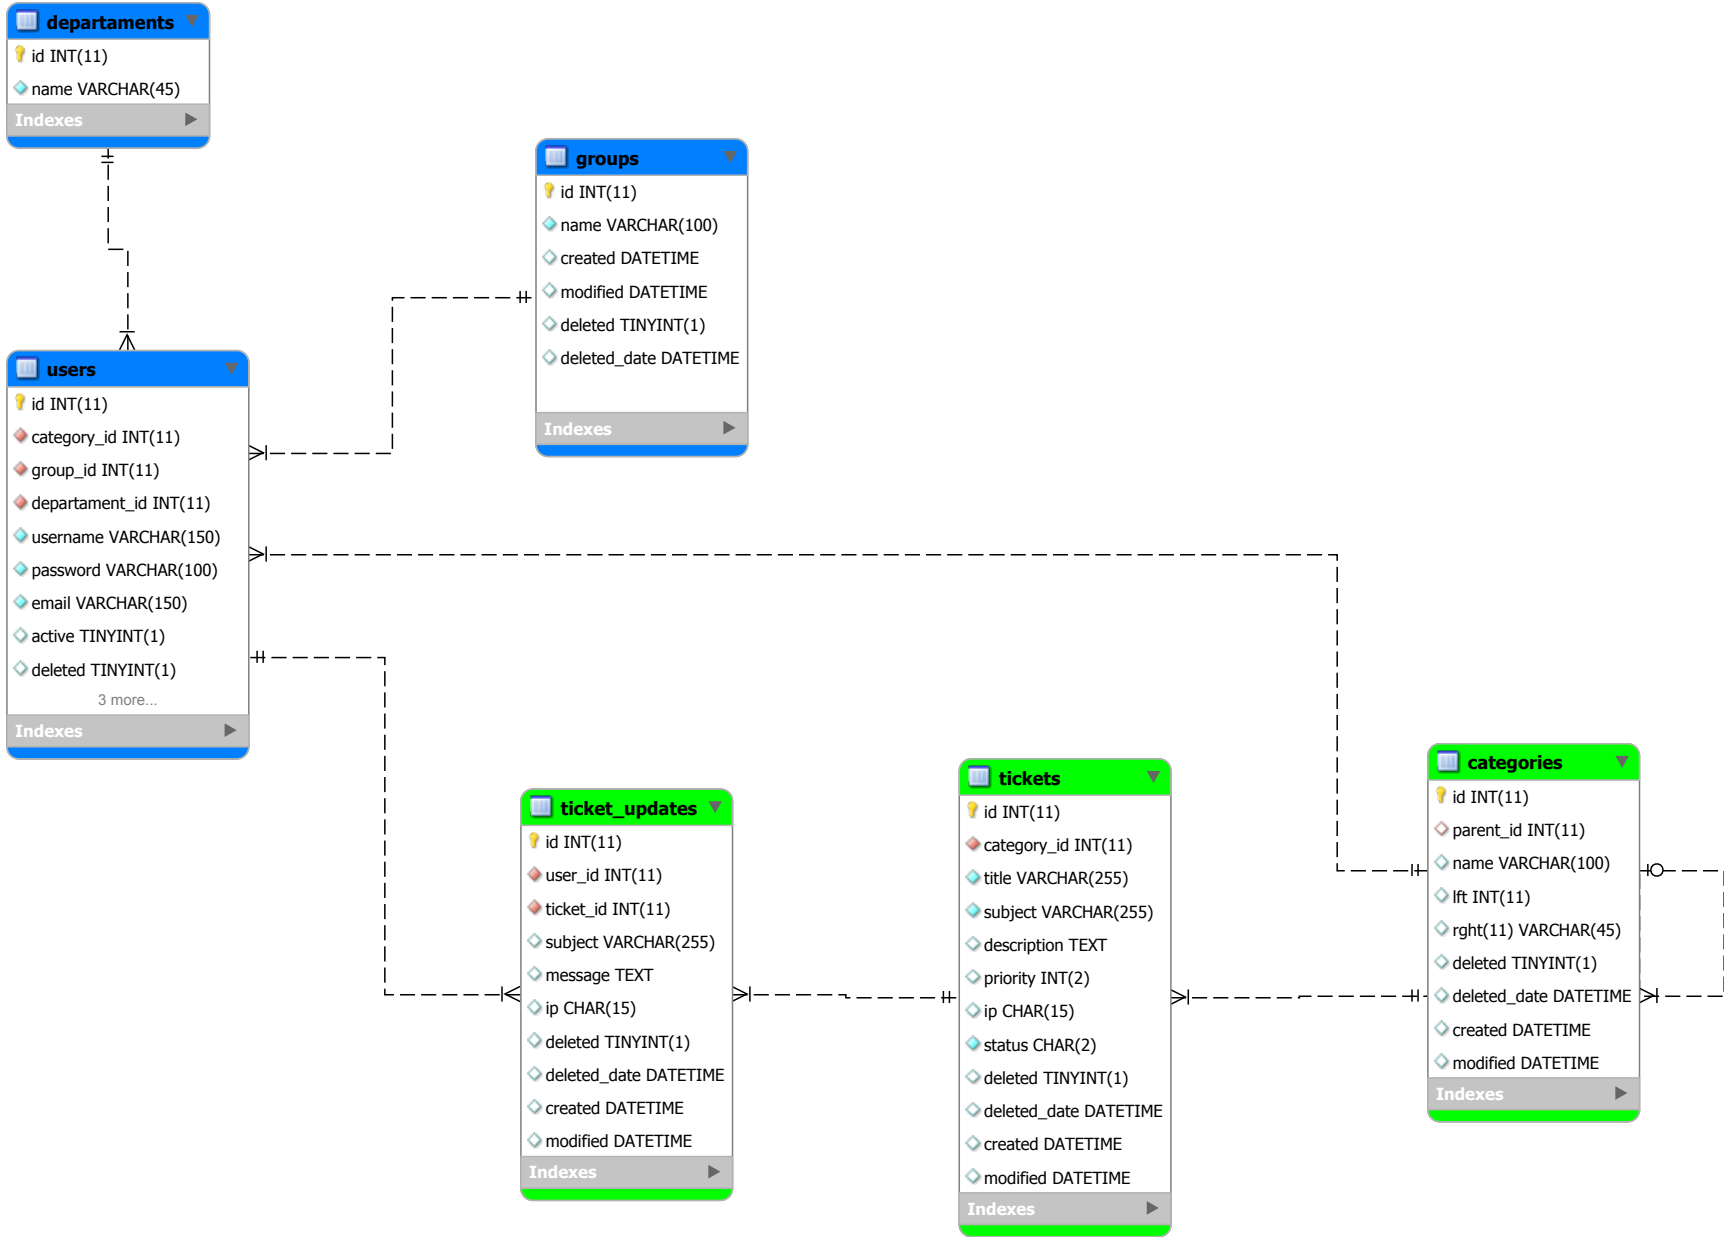 departaments
id INT(11)
name VARCHAR(45)
Indexes
groups
id INT(11)
name VARCHAR(100)
created DATETIME
modified DATETIME
deleted TINYINT(1)
deleted_date DATETIME
Indexes
users
id INT(11)
category_id INT(11)
group_id INT(11)
departament_id INT(11)
username VARCHAR(150)
password VARCHAR(100)
email VARCHAR(150)
active TINYINT(1)
deleted TINYINT(1)
3 more...
Indexes
ticket_updates
id INT(11)
user_id INT(11)
ticket_id INT(11)
subject VARCHAR(255)
message TEXT
ip CHAR(15)
deleted TINYINT(1)
deleted_date DATETIME
created DATETIME
modified DATETIME
Indexes
tickets
id INT(11)
category_id INT(11)
title VARCHAR(255)
subject VARCHAR(255)
description TEXT
priority INT(2)
ip CHAR(15)
status CHAR(2)
deleted TINYINT(1)
deleted_date DATETIME
created DATETIME
modified DATETIME
Indexes
categories
id INT(11)
parent_id INT(11)
name VARCHAR(100)
lft INT(11)
rght(11) VARCHAR(45)
deleted TINYINT(1)
deleted_date DATETIME
created DATETIME
modified DATETIME
Indexes